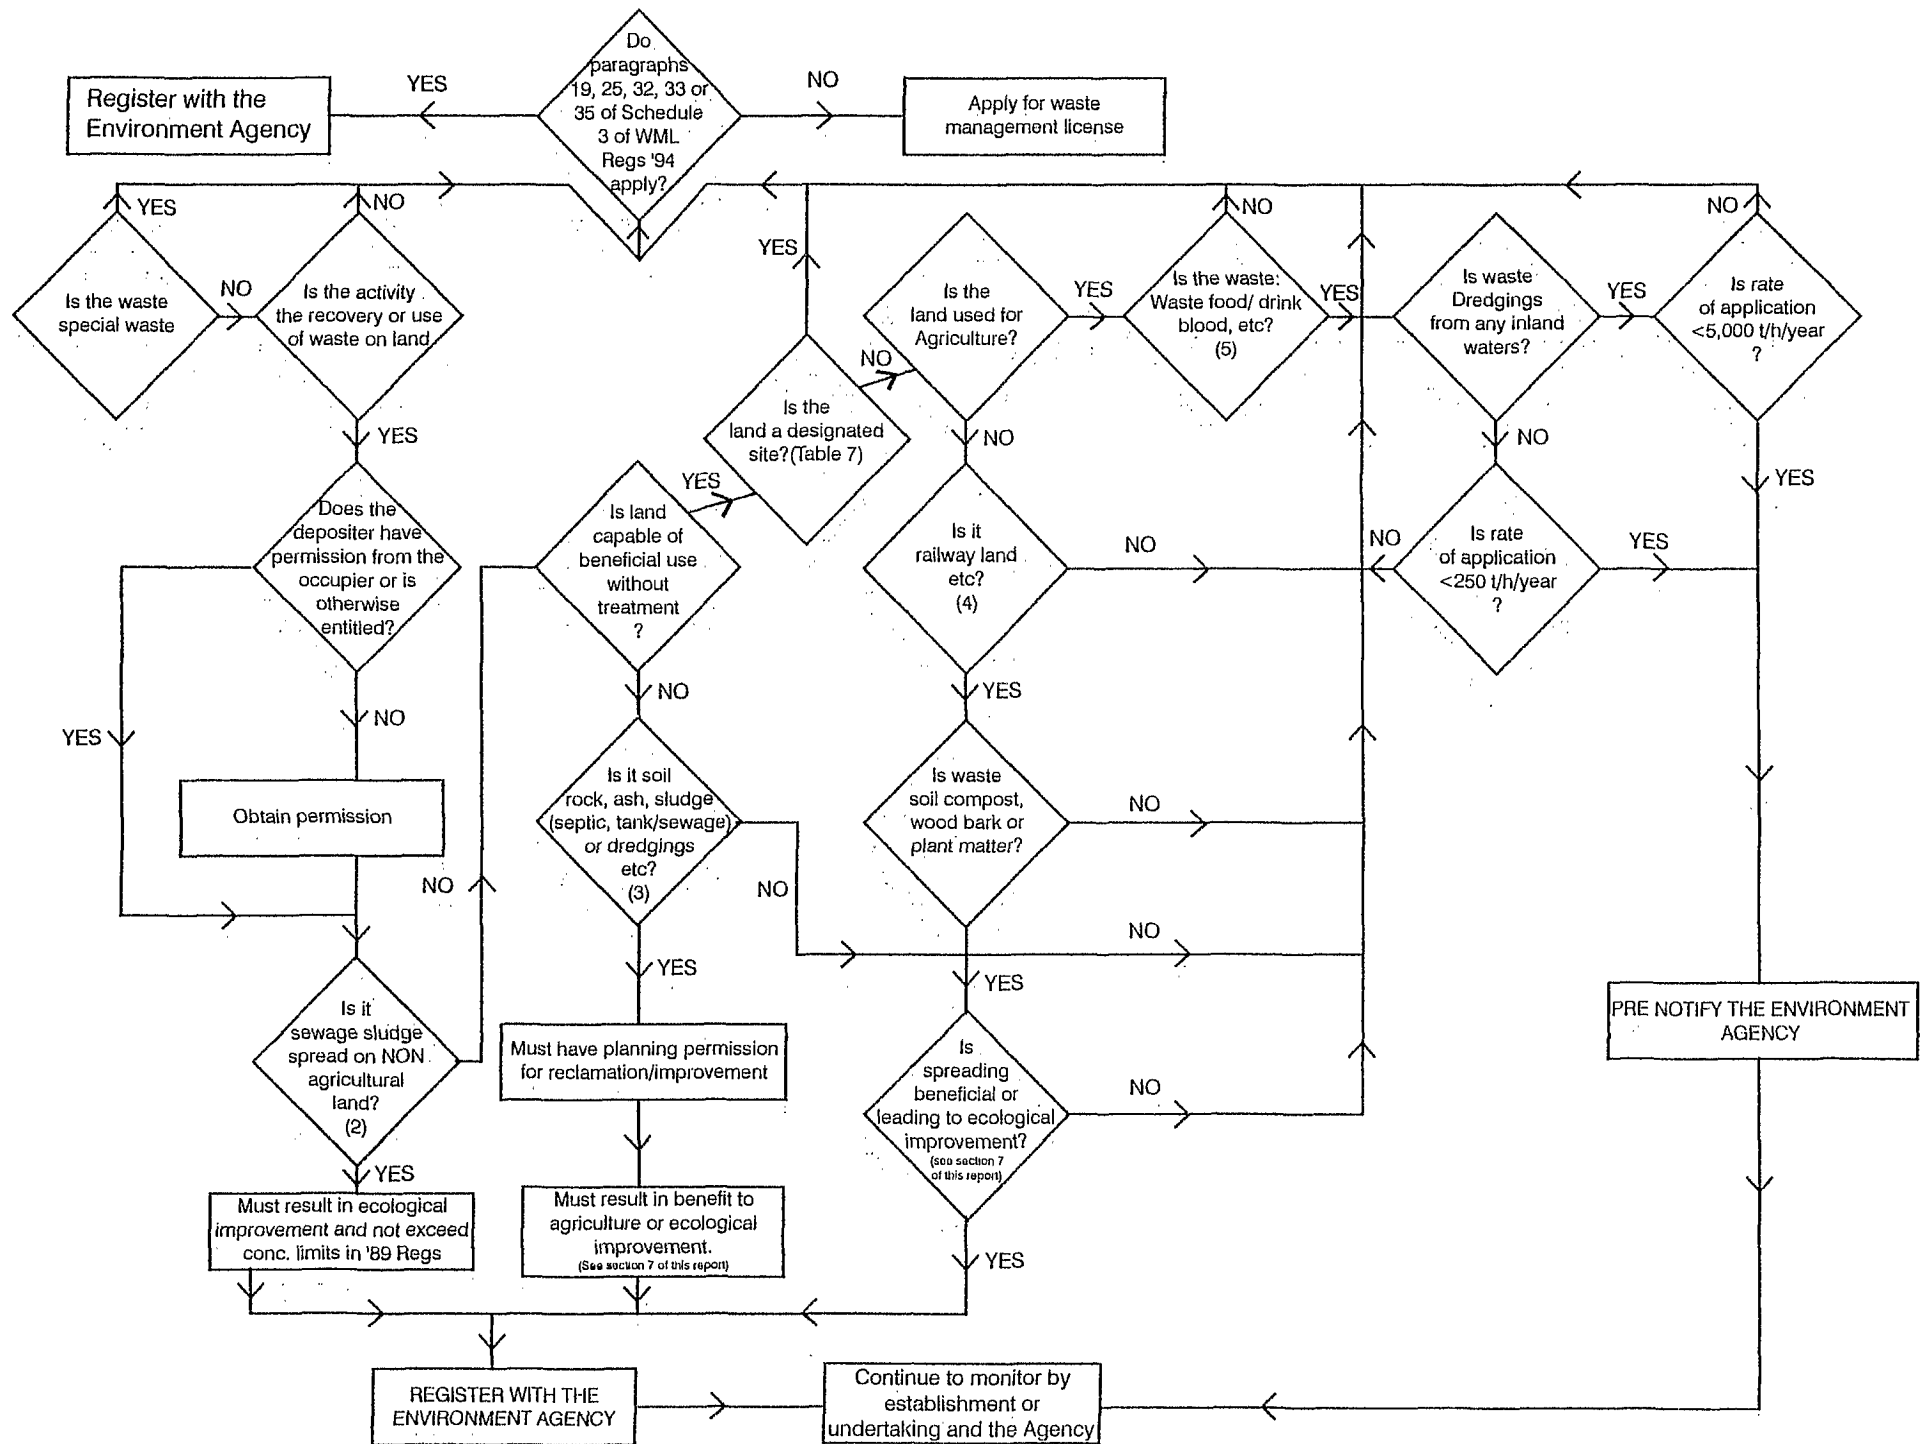 Do
paragraphs
19, 25, 32, 33 or
35 of Schedule
3 of WML
Regs '94
apply?
YES
NO
Register with the
Environment Agency
Apply for waste
management license
YES
NO
Is the waste
special waste
NO
Is the activity
the recovery or use
of waste on land
YES
YES
Is the
land a designated
site?(Table 7)
NO
Is the
land used for
Agriculture?
YES
NO
Is the waste:
Waste food/ drink
blood, etc?
(5)
NO
YES
Is waste
Dredgings
from any inland
waters?
YES
NO
Is rate
of application
<5,000 t/h/year
?
NO
YES
Does the
depositer have
permission from the
occupier or is
otherwise
entitled?
YES
NO
Obtain permission
Is it
sewage sludge
spread on NON
agricultural
land?
(2)
NO
YES
Must result in ecological
improvement and not exceed
conc. limits in '89 Regs
Is land
capable of
beneficial use
without
treatment
?
YES
NO
Is it soil
rock, ash, sludge
(septic, tank/sewage)
or dredgings
etc?
(3)
NO
YES
Must have planning permission
for reclamation/improvement
Must result in benefit to
agriculture or ecological
improvement.
(See section 7 of this report)
Is it
railway land
etc?
(4)
NO
YES
Is waste
soil compost,
wood bark or
plant matter?
NO
NO
YES
Is
spreading
beneficial or
leading to ecological
improvement?
(see section 7
of this report)
NO
YES
Is rate
of application
<250 t/h/year
?
NO
YES
PRE NOTIFY THE ENVIRONMENT
AGENCY
REGISTER WITH THE
ENVIRONMENT AGENCY
Continue to monitor by
establishment or
undertaking and the Agency